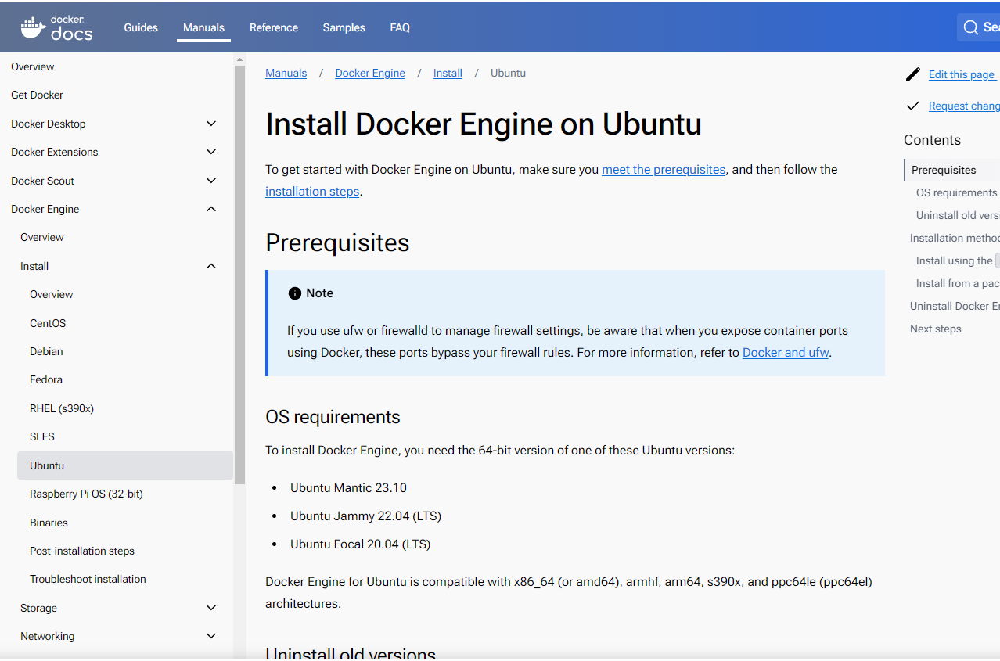 docker
docs
Guides
Manuals
Reference
Samples
FAQ
Overview
Get Docker
Docker Desktop
Docker Extensions
Docker Scout
Docker Engine
Overview
Install
Overview
CentOS
Debian
Fedora
RHEL (s390x)
SLES
Ubuntu
Raspberry Pi OS (32-bit)
Binaries
Post-installation steps
Troubleshoot installation
Storage
Networking
Manuals / Docker Engine / Install / Ubuntu
Install Docker Engine on Ubuntu
To get started with Docker Engine on Ubuntu, make sure you meet the prerequisites, and then follow the
installation steps.
Prerequisites
Note
If you use ufw or firewalld to manage firewall settings, be aware that when you expose container ports
using Docker, these ports bypass your firewall rules. For more information, refer to Docker and ufw.
OS requirements
To install Docker Engine, you need the 64-bit version of one of these Ubuntu versions:
• Ubuntu Mantic 23.10
• Ubuntu Jammy 22.04 (LTS)
• Ubuntu Focal 20.04 (LTS)
Docker Engine for Ubuntu is compatible with x86_64 (or amd64), armhf, arm64, s390x, and ppc64le (ppc64el)
architectures.
Uninstall old versions
Sea
Edit this page
Request chang
Contents
Prerequisites
OS requirements
Uninstall old versi
Installation method
Install using the
Install from a pac
Uninstall Docker En
Next steps